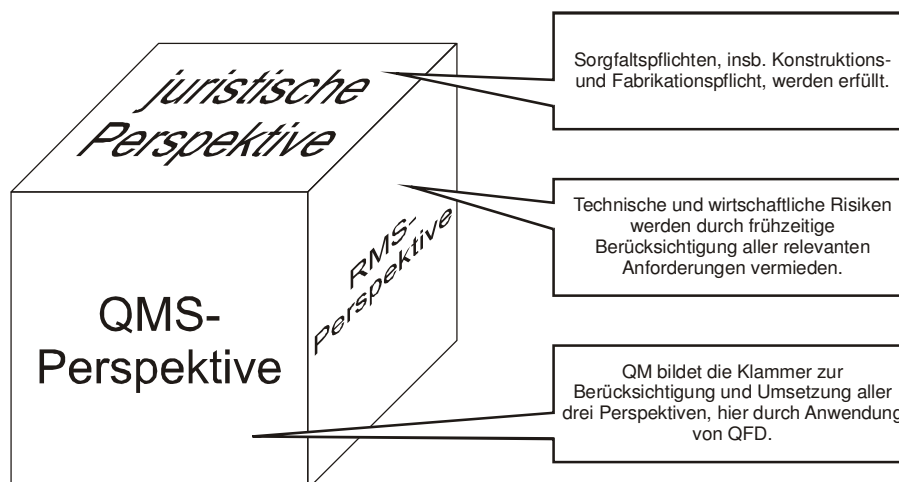 juristische
Perspektive
QMS-
Perspektive
RMS-
Perspektive
Sorgfaltspflichten, insb. Konstruktions-
und Fabrikationspflicht, werden erfüllt.
Technische und wirtschaftliche Risiken
werden durch frühzeitige
Berücksichtigung aller relevanten
Anforderungen vermieden.
QM bildet die Klammer zur
Berücksichtigung und Umsetzung aller
drei Perspektiven, hier durch Anwendung
von QFD.